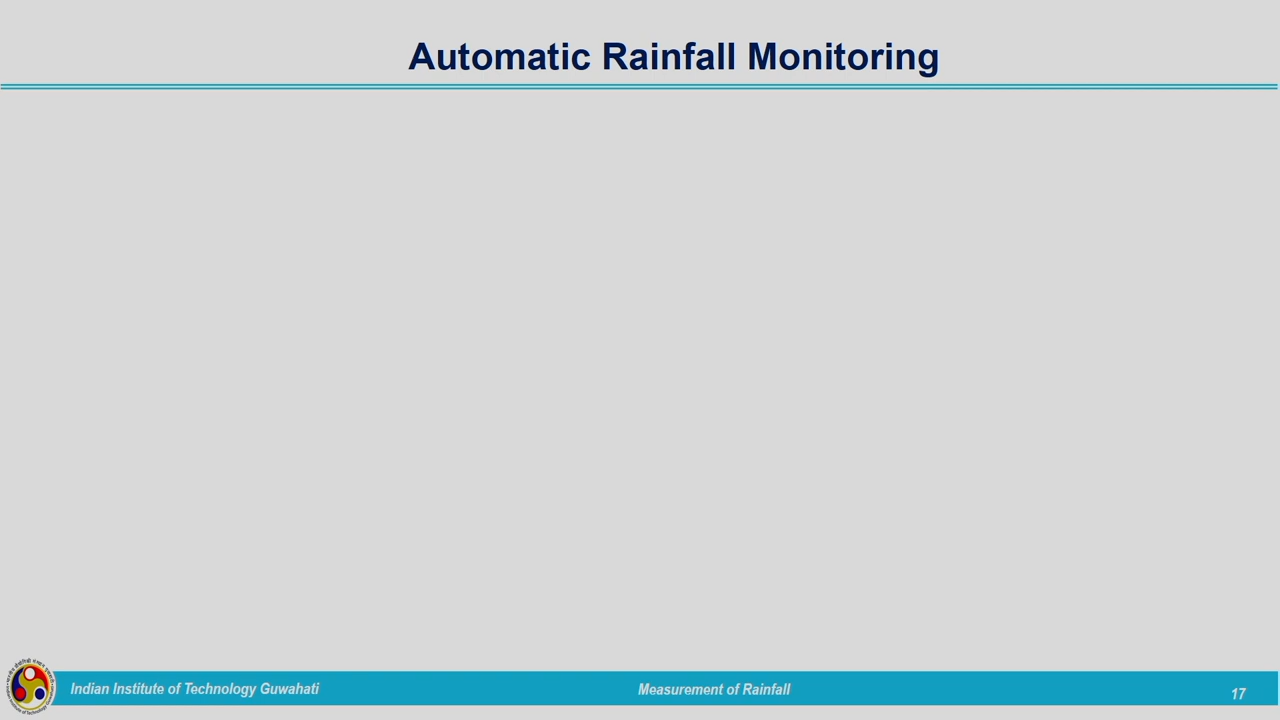 Automatic Rainfall Monitoring
Indian Institute of Technology Guwahati
Measurement of Rainfall
17